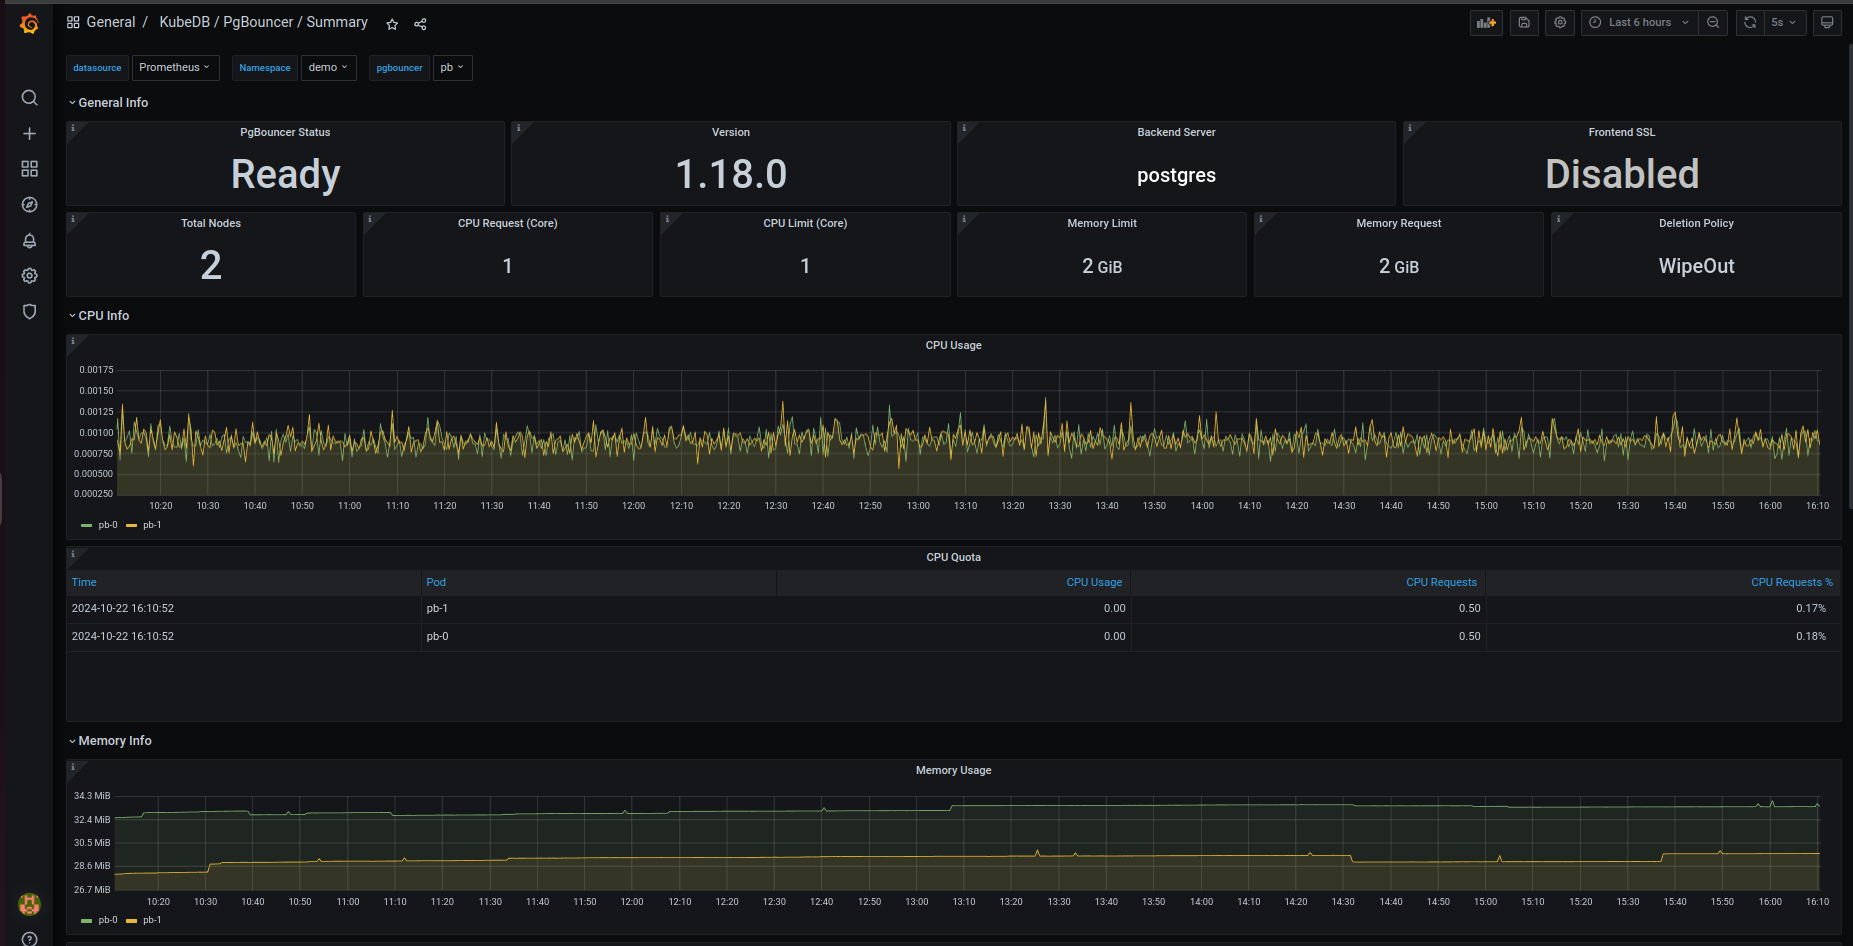 General / KubeDB / PgBouncer / Summary
Last 6 hours
5s
datasource Prometheus Namespace demo pgbouncer pb
General Info
PgBouncer Status Version Backend Server Frontend SSL
Ready 1.18.0 postgres Disabled
Total Nodes CPU Request (Core) CPU Limit (Core) Memory Limit Memory Request Deletion Policy
2 1 1 2 GiB 2 GiB WipeOut
CPU Info
CPU Usage
0.00175
0.00150
0.00125
0.00100
0.000750
0.000500
0.000250
10:20 10:30 10:40 10:50 11:00 11:10 11:20 11:30 11:40 11:50 12:00 12:10 12:20 12:30 12:40 12:50 13:00 13:10 13:20 13:30 13:40 13:50 14:00 14:10 14:20 14:30 14:40 14:50 15:00 15:10 15:20 15:30 15:40 15:50 16:00 16:10
pb-0 pb-1
CPU Quota
Time Pod CPU Usage CPU Requests CPU Requests %
2024-10-22 16:10:52 pb-1 0.00 0.50 0.17%
2024-10-22 16:10:52 pb-0 0.00 0.50 0.18%
Memory Info
Memory Usage
34.3 MiB
32.4 MiB
30.5 MiB
28.6 MiB
26.7 MiB
10:20 10:30 10:40 10:50 11:00 11:10 11:20 11:30 11:40 11:50 12:00 12:10 12:20 12:30 12:40 12:50 13:00 13:10 13:20 13:30 13:40 13:50 14:00 14:10 14:20 14:30 14:40 14:50 15:00 15:10 15:20 15:30 15:40 15:50 16:00 16:10
pb-0 pb-1